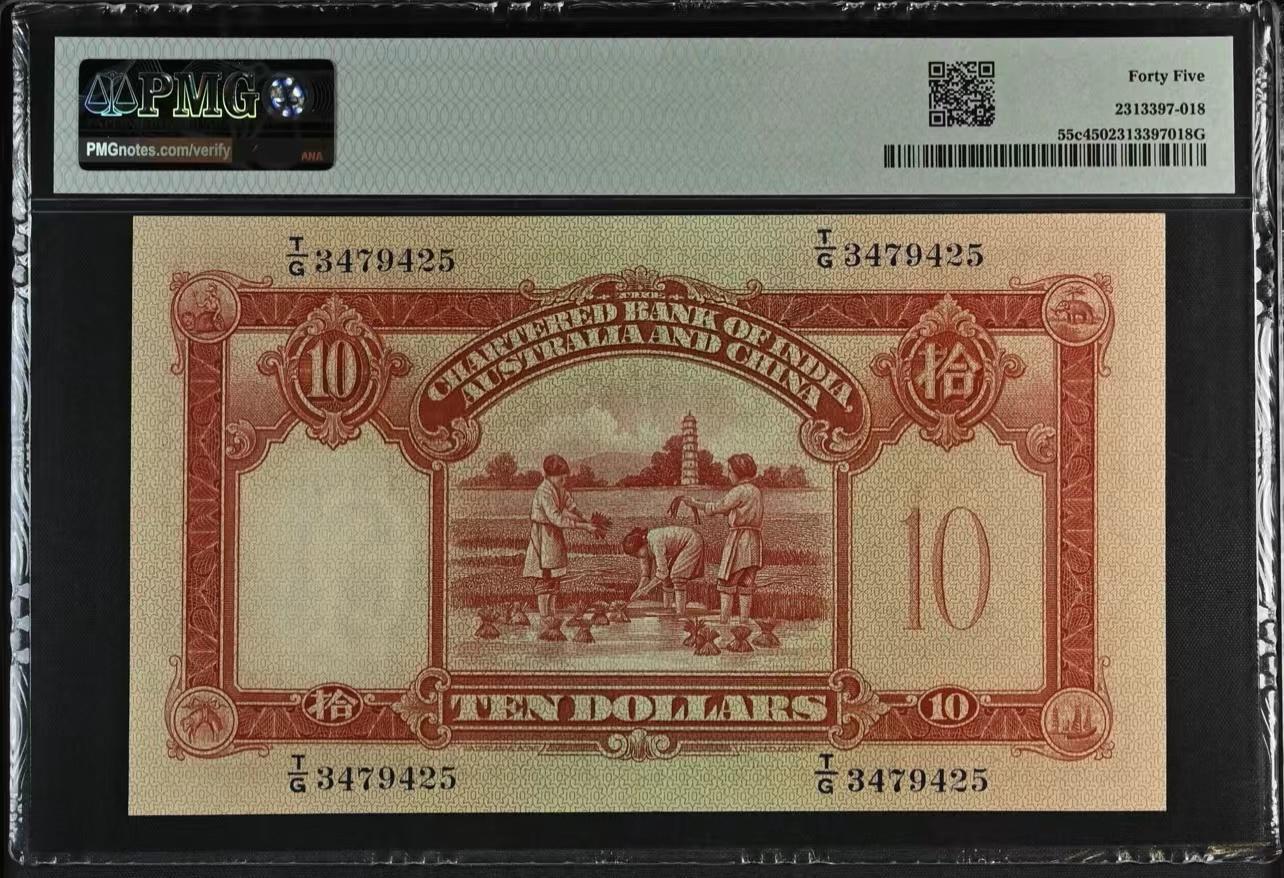 PMG
PMGnotes.com/verify
ANA
Forty Five
2313397-018
55c4502313397018G
T/G 3479425
T/G 3479425
THE
CHARTERED BANK OF INDIA,
AUSTRALIA AND CHINA
10
拾
10
拾
TEN DOLLARS
10
T/G 3479425
T/G 3479425